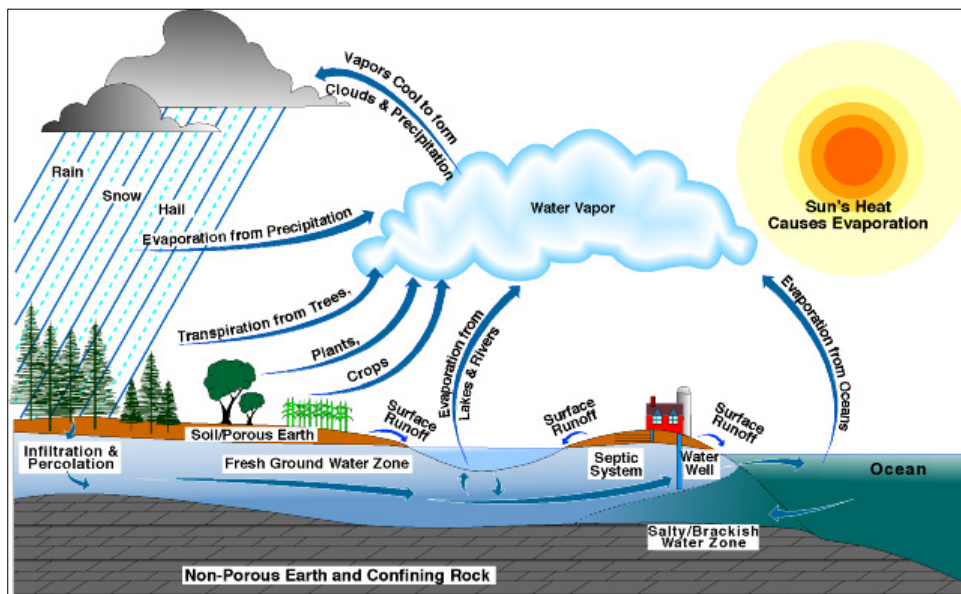 Vapors Cool to form
Clouds & Precipitation
Rain
Snow
Hail
Water Vapor
Sun's Heat
Causes Evaporation
Evaporation from Precipitation
Transpiration from Trees,
Plants,
Crops
Evaporation from
Lakes & Rivers
Evaporation from Oceans
Surface
Runoff
Surface
Runoff
Surface
Runoff
Soil/Porous Earth
Infiltration &
Percolation
Fresh Ground Water Zone
Septic
System
Water
Well
Ocean
Salty/Brackish
Water Zone
Non-Porous Earth and Confining Rock